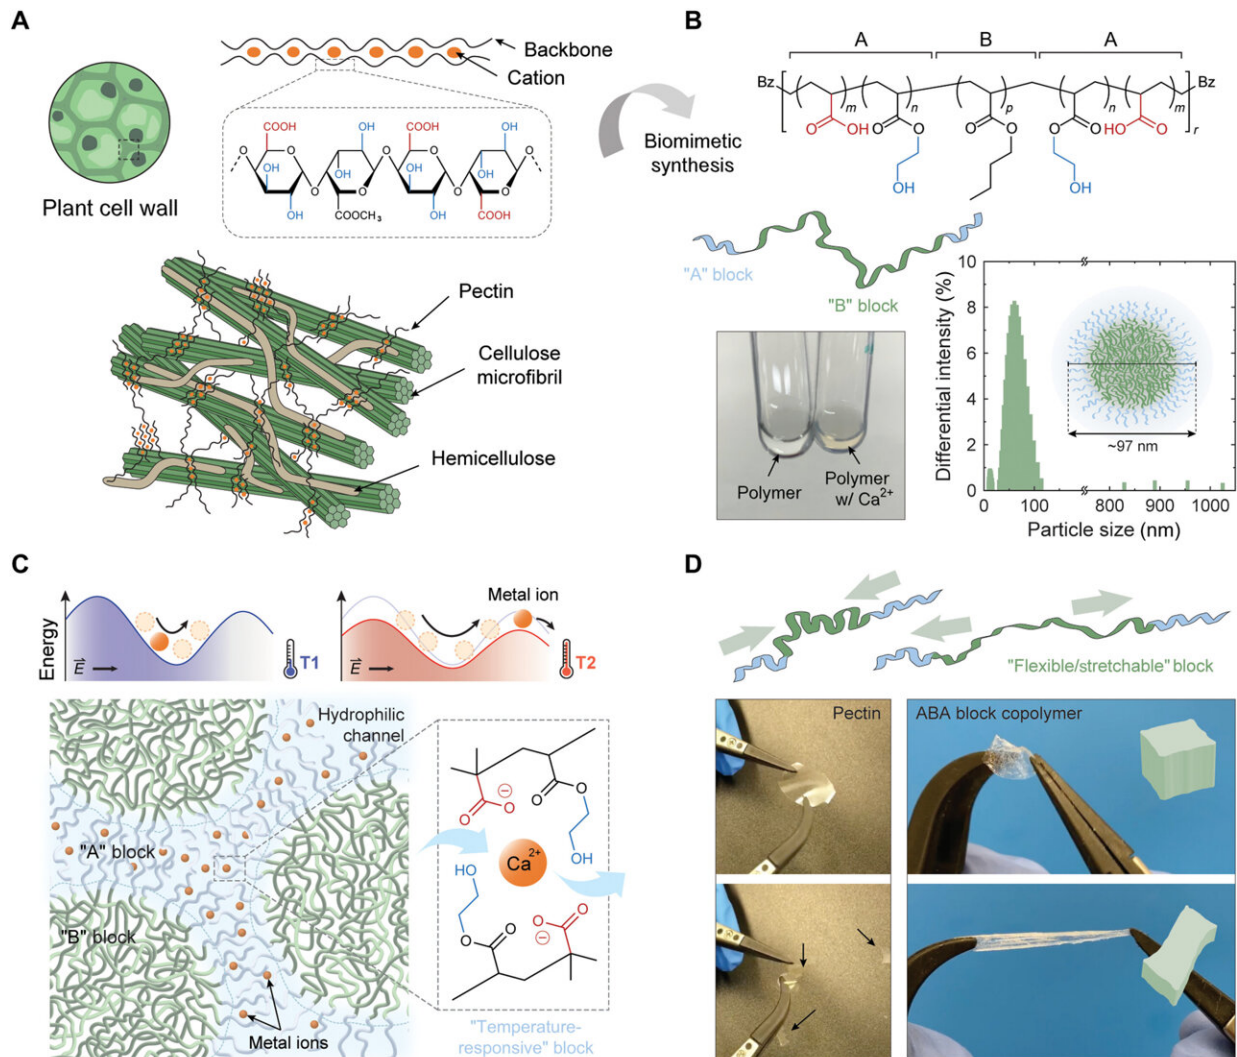 A
Backbone
Cation
COOH
OH
COOH
OH
O
O
O
O
O
OH
OH
O
OH
OH
O
O
O
O
OH
COOCH₃
OH
COOH
Plant cell wall
Pectin
Cellulose
microfibril
Hemicellulose
Biomimetic
synthesis
B
A
B
A
Bz
m
n
p
n
m
Bz
r
O
OH
O
O
O
O
O
O
HO
O
OH
OH
"A" block
"B" block
Polymer
Polymer
w/ Ca²⁺
Differential intensity (%)
10
8
6
4
2
0
~97 nm
0
100
800
900
1000
Particle size (nm)
C
Energy
E
T1
Metal ion
E
T2
Hydrophilic
channel
"A" block
"B" block
Metal ions
O
O
O
O
OH
Ca²⁺
HO
O
O
O
O
"Temperature-
responsive" block
D
"Flexible/stretchable" block
Pectin
ABA block copolymer